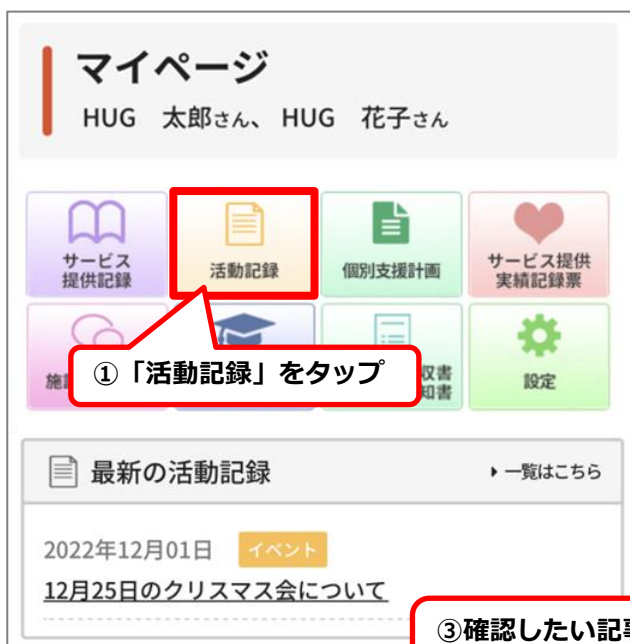 マイページ
HUG 太郎さん、 HUG 花子さん
サービス
提供記録
活動記録
個別支援計画
サービス提供
実績記録票
①「活動記録」をタップ
施
収書
知書
設定
最新の活動記録
一覧はこちら
2022年12月01日 イベント
12月25日のクリスマス会について
③確認したい記